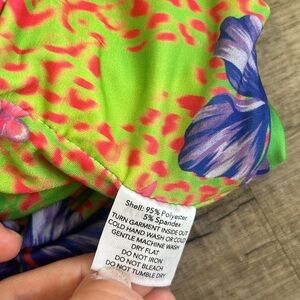 Shell: 95% Polyester
5% Spandex
TURN GARMENT INSIDE OUT
COLD HAND WASH OR COLD
GENTLE MACHINE WASH
DRY FLAT
DO NOT IRON
DO NOT BLEACH
DO NOT TUMBLE DRY